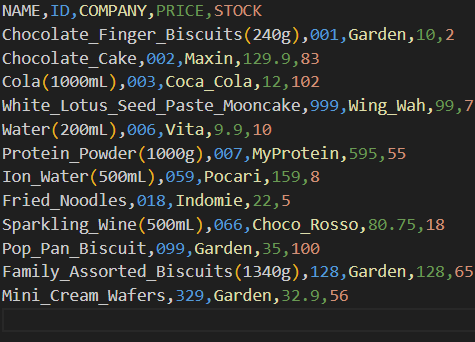 NAME,ID,COMPANY,PRICE,STOCK
Chocolate_Finger_Biscuits(240g),001,Garden,10,2
Chocolate_Cake,002,Maxin,129.9,83
Cola(1000mL),003,Coca_Cola,12,102
White_Lotus_Seed_Paste_Mooncake,999,Wing_Wah,99,7
Water(200mL),006,Vita,9.9,10
Protein_Powder(1000g),007,MyProtein,595,55
Ion_Water(500mL),059,Pocari,159,8
Fried_Noodles,018,Indomie,22,5
Sparkling_Wine(500mL),066,Choco_Rosso,80.75,18
Pop_Pan_Biscuit,099,Garden,35,100
Family_Assorted_Biscuits(1340g),128,Garden,128,65
Mini_Cream_Wafers,329,Garden,32.9,56